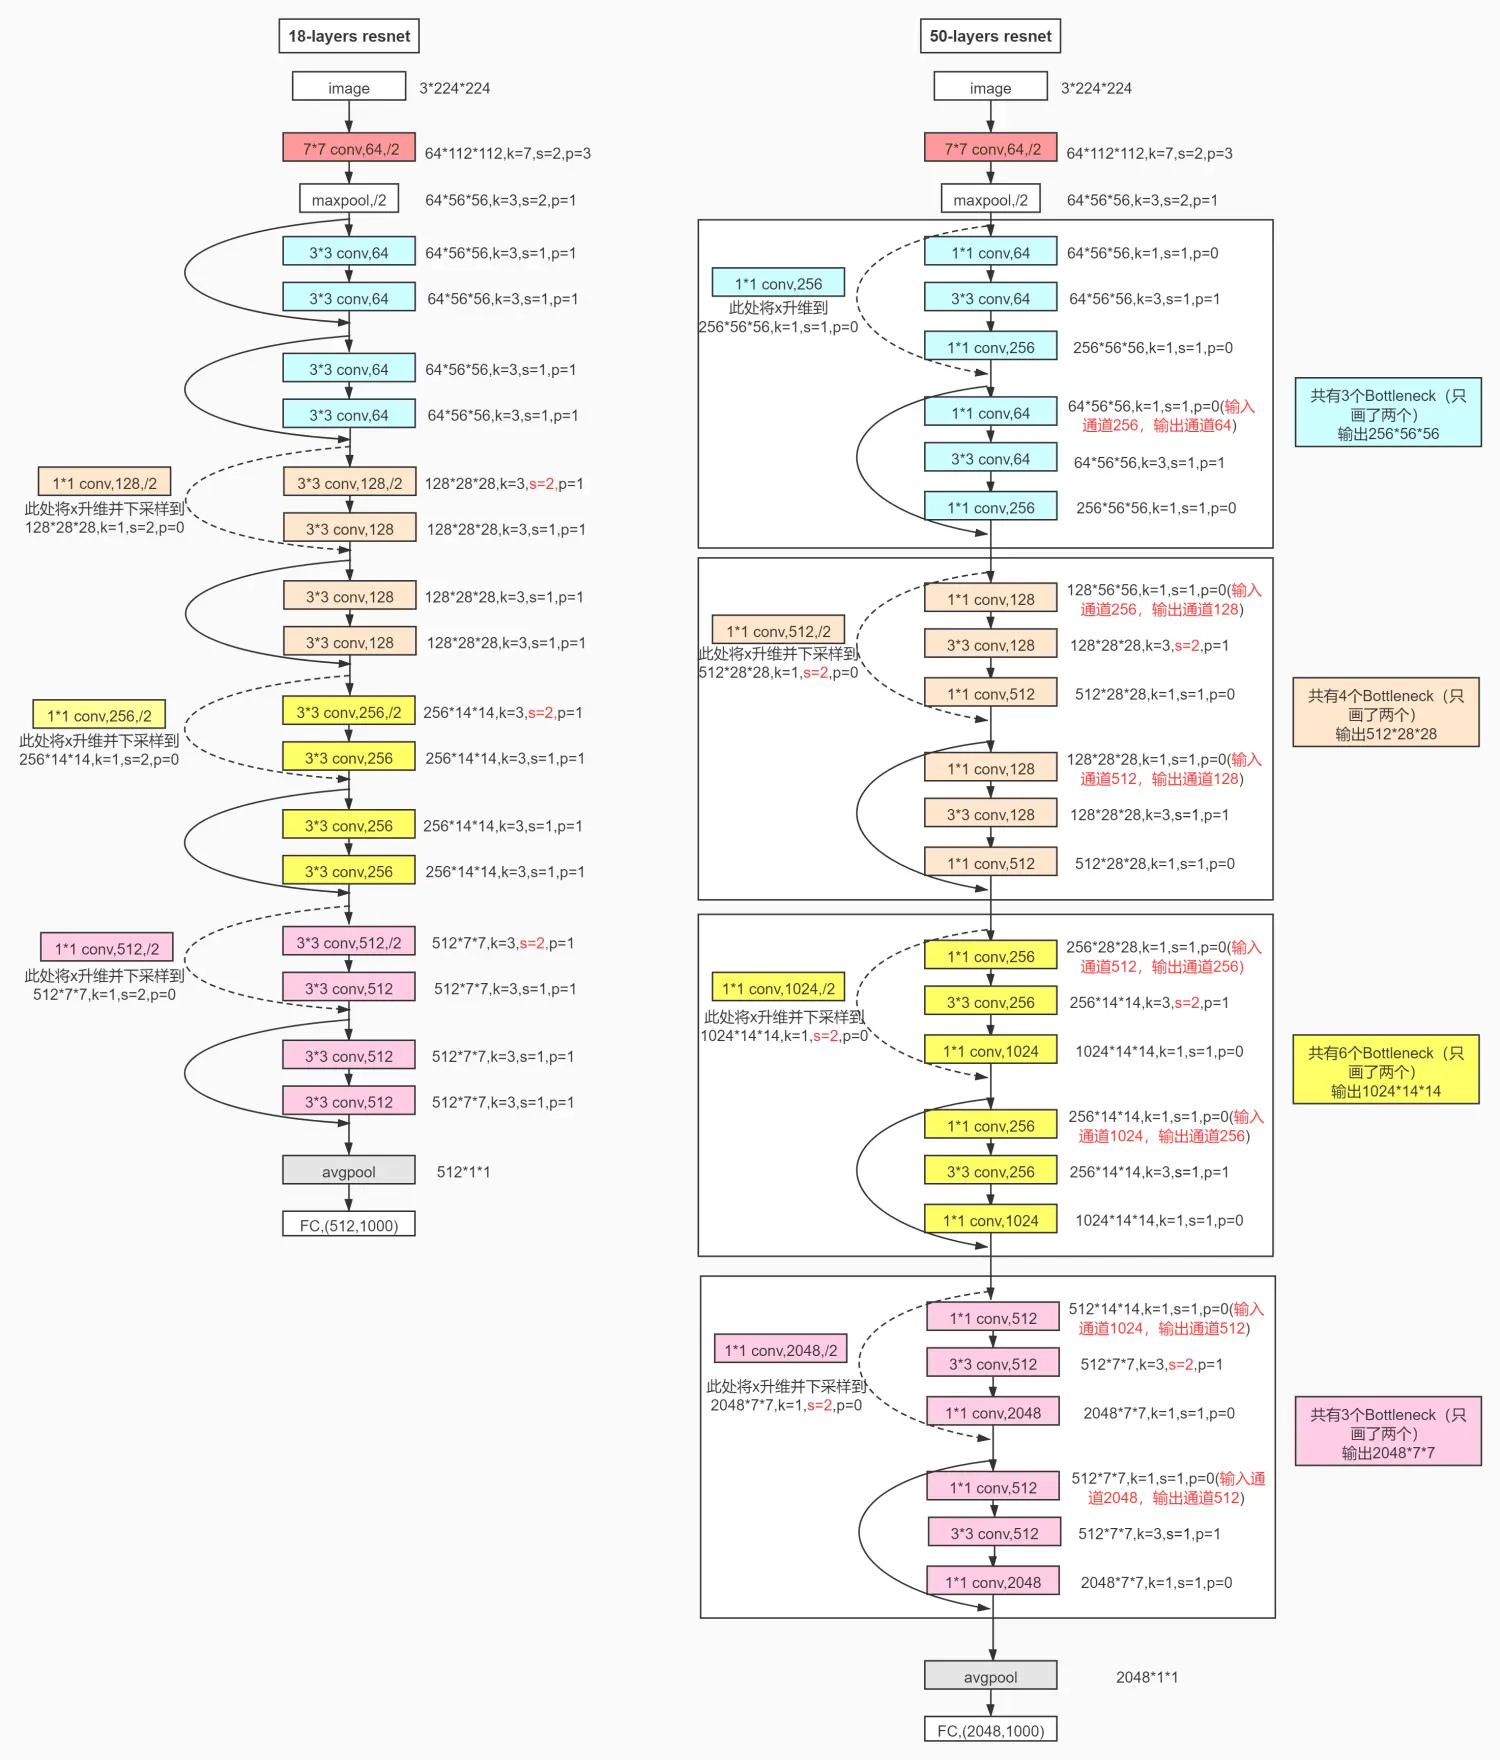 18-layers resnet
image
3*224*224
7*7 conv,64,/2
64*112*112,k=7,s=2,p=3
maxpool,/2
64*56*56,k=3,s=2,p=1
3*3 conv,64
64*56*56,k=3,s=1,p=1
3*3 conv,64
64*56*56,k=3,s=1,p=1
3*3 conv,64
64*56*56,k=3,s=1,p=1
3*3 conv,64
64*56*56,k=3,s=1,p=1
1*1 conv,128,/2
此处将x升维并下采样到
128*28*28,k=1,s=2,p=0
3*3 conv,128,/2
128*28*28,k=3,s=2,p=1
3*3 conv,128
128*28*28,k=3,s=1,p=1
3*3 conv,128
128*28*28,k=3,s=1,p=1
3*3 conv,128
128*28*28,k=3,s=1,p=1
1*1 conv,256,/2
此处将x升维并下采样到
256*14*14,k=1,s=2,p=0
3*3 conv,256,/2
256*14*14,k=3,s=2,p=1
3*3 conv,256
256*14*14,k=3,s=1,p=1
3*3 conv,256
256*14*14,k=3,s=1,p=1
3*3 conv,256
256*14*14,k=3,s=1,p=1
1*1 conv,512,/2
此处将x升维并下采样到
512*7*7,k=1,s=2,p=0
3*3 conv,512,/2
512*7*7,k=3,s=2,p=1
3*3 conv,512
512*7*7,k=3,s=1,p=1
3*3 conv,512
512*7*7,k=3,s=1,p=1
3*3 conv,512
512*7*7,k=3,s=1,p=1
avgpool
512*1*1
FC,(512,1000)
50-layers resnet
image
3*224*224
7*7 conv,64,/2
64*112*112,k=7,s=2,p=3
maxpool,/2
64*56*56,k=3,s=2,p=1
1*1 conv,256
此处将x升维到
256*56*56,k=1,s=1,p=0
1*1 conv,64
64*56*56,k=1,s=1,p=0
3*3 conv,64
64*56*56,k=3,s=1,p=1
1*1 conv,256
256*56*56,k=1,s=1,p=0
1*1 conv,64
64*56*56,k=1,s=1,p=0(输入
通道256，输出通道64)
3*3 conv,64
64*56*56,k=3,s=1,p=1
1*1 conv,256
256*56*56,k=1,s=1,p=0
共有3个Bottleneck（只
画了两个）
输出256*56*56
1*1 conv,512,/2
此处将x升维并下采样到
512*28*28,k=1,s=2,p=0
1*1 conv,128
128*56*56,k=1,s=1,p=0(输入
通道256，输出通道128)
3*3 conv,128
128*28*28,k=3,s=2,p=1
1*1 conv,512
512*28*28,k=1,s=1,p=0
1*1 conv,128
128*28*28,k=1,s=1,p=0(输入
通道512，输出通道128)
3*3 conv,128
128*28*28,k=3,s=1,p=1
1*1 conv,512
512*28*28,k=1,s=1,p=0
共有4个Bottleneck（只
画了两个）
输出512*28*28
1*1 conv,1024,/2
此处将x升维并下采样到
1024*14*14,k=1,s=2,p=0
1*1 conv,256
256*28*28,k=1,s=1,p=0(输入
通道512，输出通道256)
3*3 conv,256
256*14*14,k=3,s=2,p=1
1*1 conv,1024
1024*14*14,k=1,s=1,p=0
1*1 conv,256
256*14*14,k=1,s=1,p=0(输入
通道1024，输出通道256)
3*3 conv,256
256*14*14,k=3,s=1,p=1
1*1 conv,1024
1024*14*14,k=1,s=1,p=0
共有6个Bottleneck（只
画了两个）
输出1024*14*14
1*1 conv,2048,/2
此处将x升维并下采样到
2048*7*7,k=1,s=2,p=0
1*1 conv,512
512*14*14,k=1,s=1,p=0(输入
通道1024，输出通道512)
3*3 conv,512
512*7*7,k=3,s=2,p=1
1*1 conv,2048
2048*7*7,k=1,s=1,p=0
1*1 conv,512
512*7*7,k=1,s=1,p=0(输入通
道2048，输出通道512)
3*3 conv,512
512*7*7,k=3,s=1,p=1
1*1 conv,2048
2048*7*7,k=1,s=1,p=0
共有3个Bottleneck（只
画了两个）
输出2048*7*7
avgpool
2048*1*1
FC,(2048,1000)